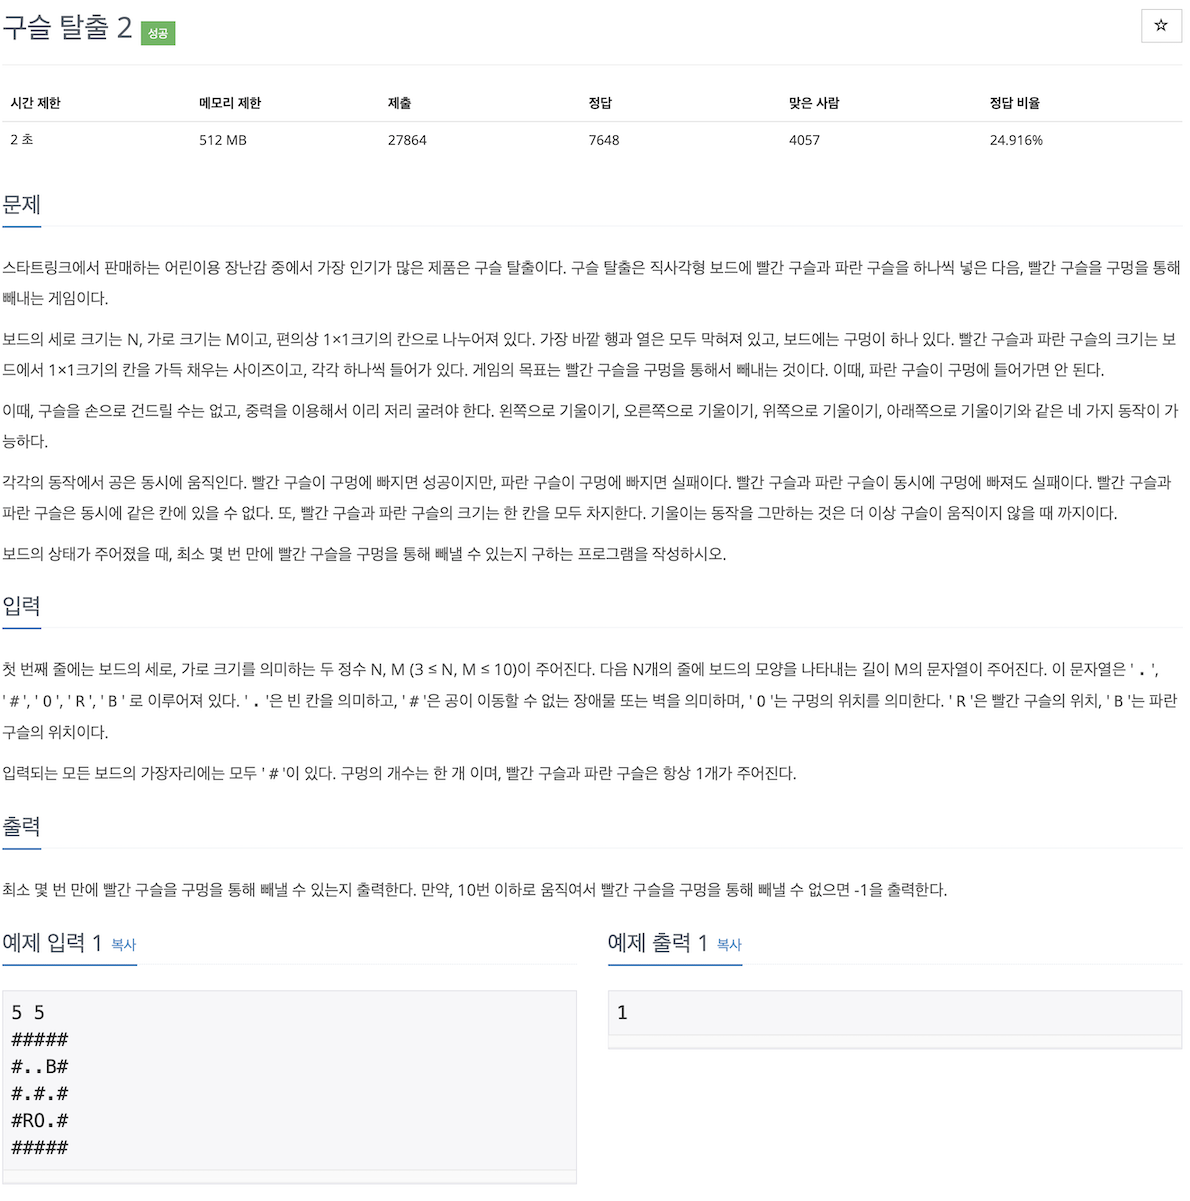 구슬 탈출 2 성공
☆
시간 제한 메모리 제한 제출 정답 맞은 사람 정답 비율
2 초 512 MB 27864 7648 4057 24.916%
문제
스타트링크에서 판매하는 어린이용 장난감 중에서 가장 인기가 많은 제품은 구슬 탈출이다. 구슬 탈출은 직사각형 보드에 빨간 구슬과 파란 구슬을 하나씩 넣은 다음, 빨간 구슬을 구멍을 통해
빼내는 게임이다.
보드의 세로 크기는 N, 가로 크기는 M이고, 편의상 1×1크기의 칸으로 나누어져 있다. 가장 바깥 행과 열은 모두 막혀져 있고, 보드에는 구멍이 하나 있다. 빨간 구슬과 파란 구슬의 크기는 보
드에서 1×1크기의 칸을 가득 채우는 사이즈이고, 각각 하나씩 들어가 있다. 게임의 목표는 빨간 구슬을 구멍을 통해서 빼내는 것이다. 이때, 파란 구슬이 구멍에 들어가면 안 된다.
이때, 구슬을 손으로 건드릴 수는 없고, 중력을 이용해서 이리 저리 굴려야 한다. 왼쪽으로 기울이기, 오른쪽으로 기울이기, 위쪽으로 기울이기, 아래쪽으로 기울이기와 같은 네 가지 동작이 가
능하다.
각각의 동작에서 공은 동시에 움직인다. 빨간 구슬이 구멍에 빠지면 성공이지만, 파란 구슬이 구멍에 빠지면 실패이다. 빨간 구슬과 파란 구슬이 동시에 구멍에 빠져도 실패이다. 빨간 구슬과
파란 구슬은 동시에 같은 칸에 있을 수 없다. 또, 빨간 구슬과 파란 구슬의 크기는 한 칸을 모두 차지한다. 기울이는 동작을 그만하는 것은 더 이상 구슬이 움직이지 않을 때 까지이다.
보드의 상태가 주어졌을 때, 최소 몇 번 만에 빨간 구슬을 구멍을 통해 빼낼 수 있는지 구하는 프로그램을 작성하시오.
입력
첫 번째 줄에는 보드의 세로, 가로 크기를 의미하는 두 정수 N, M (3 ≤ N, M ≤ 10)이 주어진다. 다음 N개의 줄에 보드의 모양을 나타내는 길이 M의 문자열이 주어진다. 이 문자열은 ' . ',
' # ', ' O ', ' R ', ' B ' 로 이루어져 있다. ' . '은 빈 칸을 의미하고, ' # '은 공이 이동할 수 없는 장애물 또는 벽을 의미하며, ' O '는 구멍의 위치를 의미한다. ' R '은 빨간 구슬의 위치, ' B '는 파란
구슬의 위치이다.
입력되는 모든 보드의 가장자리에는 모두 ' # '이 있다. 구멍의 개수는 한 개 이며, 빨간 구슬과 파란 구슬은 항상 1개가 주어진다.
출력
최소 몇 번 만에 빨간 구슬을 구멍을 통해 빼낼 수 있는지 출력한다. 만약, 10번 이하로 움직여서 빨간 구슬을 구멍을 통해 빼낼 수 없으면 -1을 출력한다.
예제 입력 1 복사
5 5
#####
#..B#
#.#.#
#RO.#
#####
예제 출력 1 복사
1